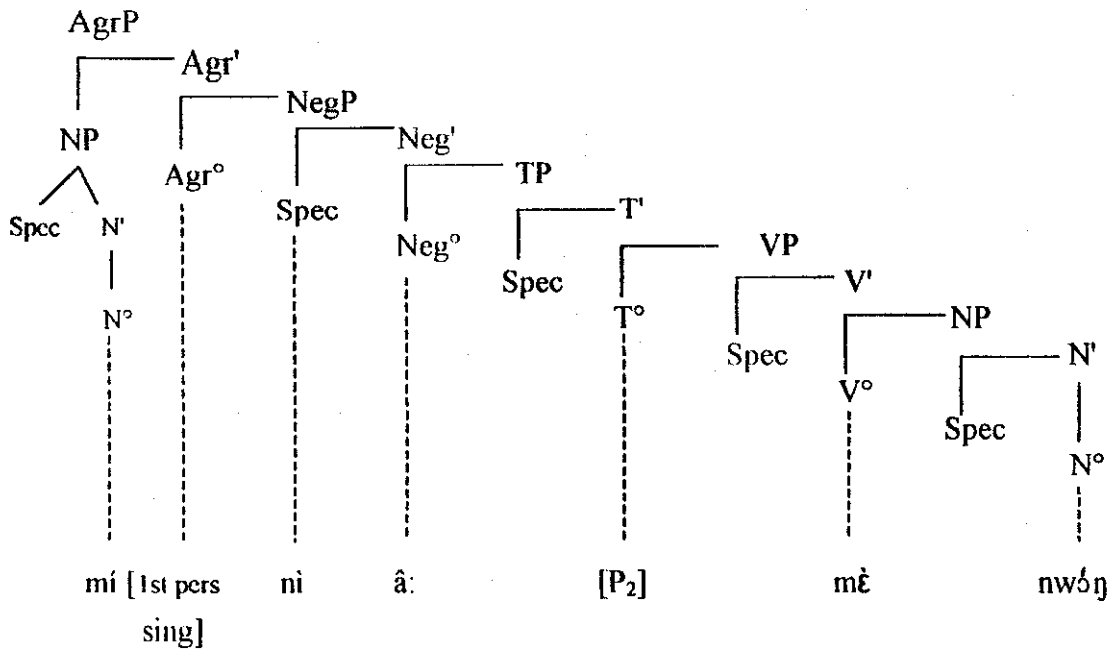 AgrP
Agr'
NegP
NP
Neg'
Agr°
TP
Spec N'
Spec
T'
Neg°
VP
Spec
V'
N°
T°
NP
Spec
N'
V°
Spec
N°
mí [1st pers nì â: [P₂] mɛ̀ nwɔ́ŋ
sing]